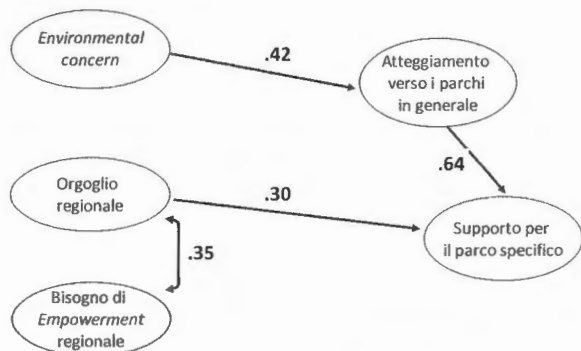 Environmental
concern
.42
Atteggiamento
verso i parchi
in generale
.64
Orgoglio
regionale
.30
Supporto per
il parco specifico
.35
Bisogno di
Empowerment
regionale